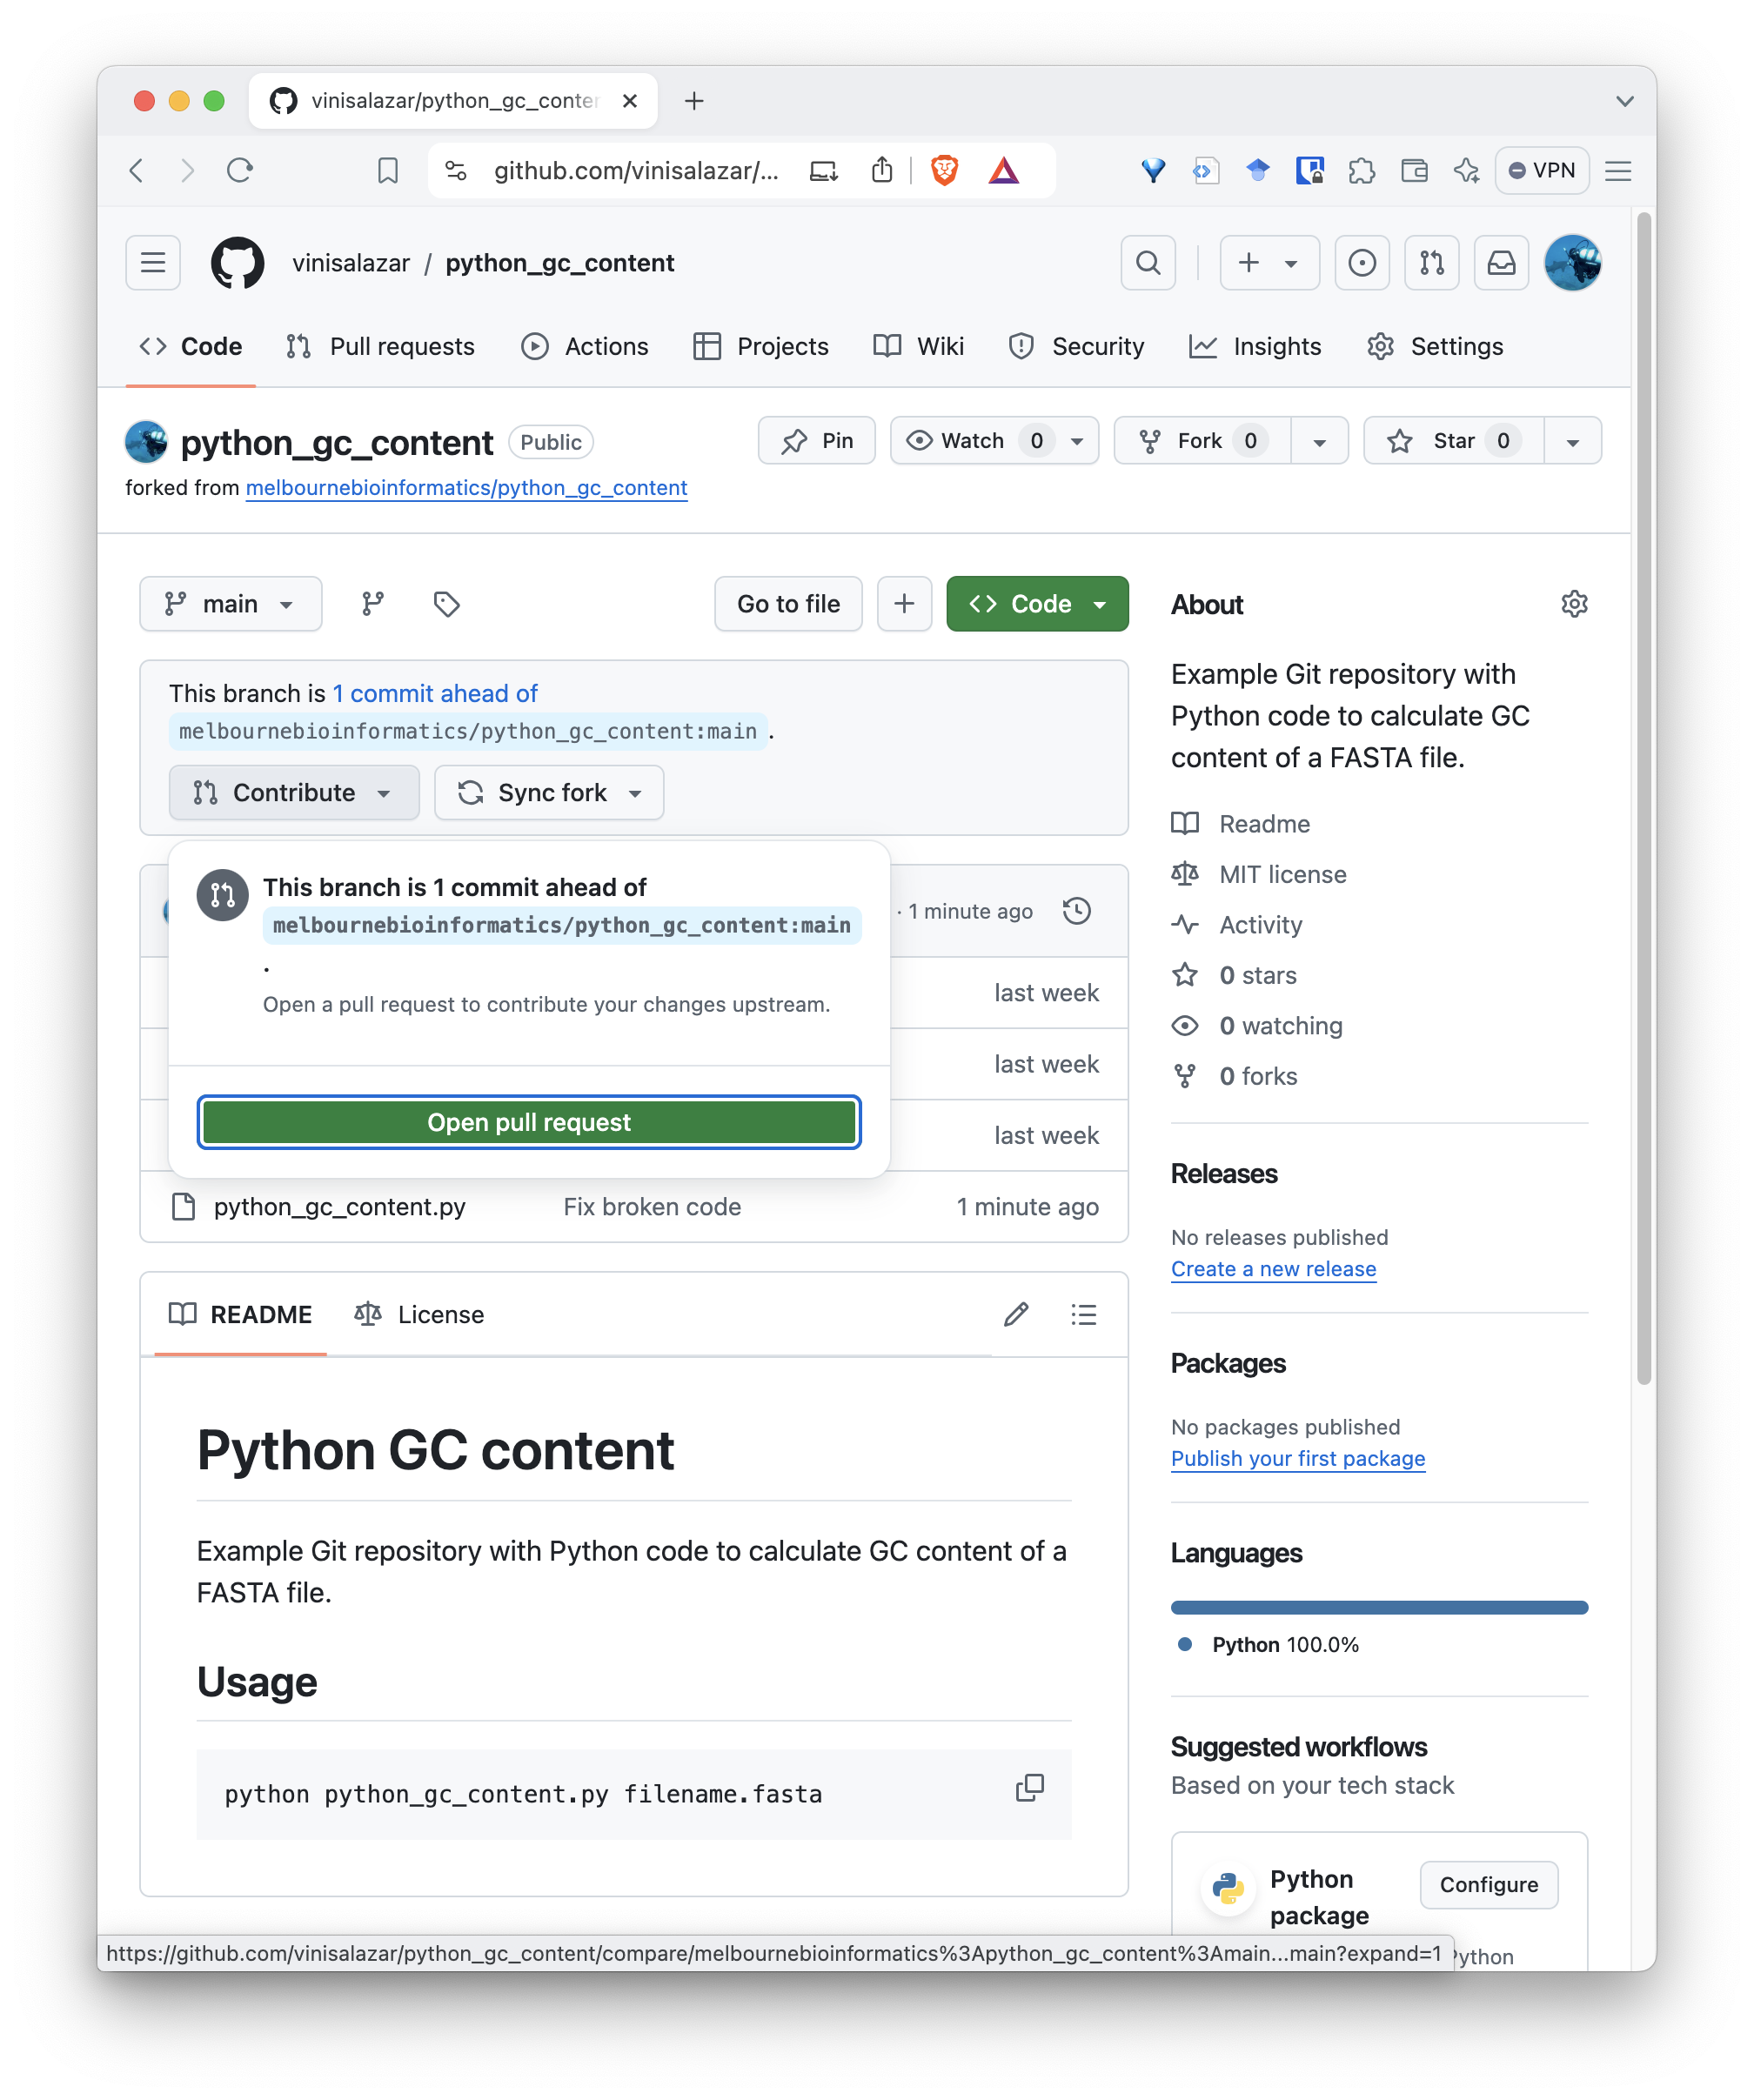 vinisalazar/python_gc_conter
github.com/vinisalazar/...
VPN
vinisalazar / python_gc_content
Code Pull requests Actions Projects Wiki Security Insights Settings
python_gc_content Public
Pin Watch 0 Fork 0 Star 0
forked from melbournebioinformatics/python_gc_content
main Go to file Code
This branch is 1 commit ahead of
melbournebioinformatics/python_gc_content:main.
Contribute Sync fork
This branch is 1 commit ahead of
melbournebioinformatics/python_gc_content:main
.
Open a pull request to contribute your changes upstream.
Open pull request
· 1 minute ago
last week
last week
last week
python_gc_content.py Fix broken code 1 minute ago
README License
Python GC content
Example Git repository with Python code to calculate GC content of a
FASTA file.
Usage
python python_gc_content.py filename.fasta
About
Example Git repository with
Python code to calculate GC
content of a FASTA file.
Readme
MIT license
Activity
0 stars
0 watching
0 forks
Releases
No releases published
Create a new release
Packages
No packages published
Publish your first package
Languages
Python 100.0%
Suggested workflows
Based on your tech stack
Python
package
Configure
Python
https://github.com/vinisalazar/python_gc_content/compare/melbournebioinformatics%3Apython_gc_content%3Amain...main?expand=1